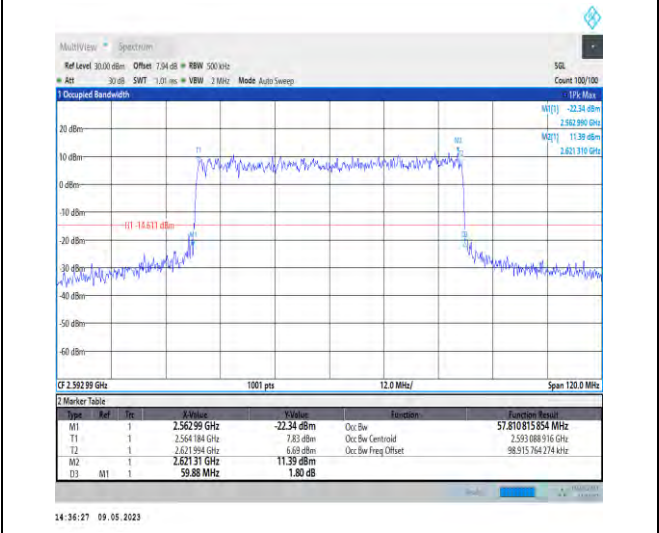 MultiView Spectrum
Ref Level 30.00 dBm Offset 7.94 dB RBW 500 kHz SGL
Att 30 dB SWT 1.01 ms VBW 2 MHz Mode Auto Sweep Count 100/100
1 Occupied Bandwidth 1Pk Max
M1[1] -22.34 dBm
2.562 990 GHz
M2[1] 11.39 dBm
2.621 310 GHz
20 dBm
M2
T1
T2
10 dBm
0 dBm
-10 dBm
H1 -14.611 dBm
M1
D3
-20 dBm
-30 dBm
-40 dBm
-50 dBm
-60 dBm
CF 2.592 99 GHz 1001 pts 12.0 MHz/ Span 120.0 MHz
2 Marker Table
Type Ref Trc X-Value Y-Value Function Function Result
M1 1 2.562 99 GHz -22.34 dBm Occ Bw 57.810 815 854 MHz
T1 1 2.564 184 GHz 7.83 dBm Occ Bw Centroid 2.593 088 916 GHz
T2 1 2.621 994 GHz 6.69 dBm Occ Bw Freq Offset 98.915 764 274 kHz
M2 1 2.621 31 GHz 11.39 dBm
D3 M1 1 59.88 MHz 1.80 dB
14:36:27 09.05.2023